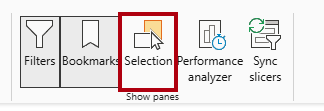 Filters Bookmarks Selection Performance analyzer Sync slicers
Show panes